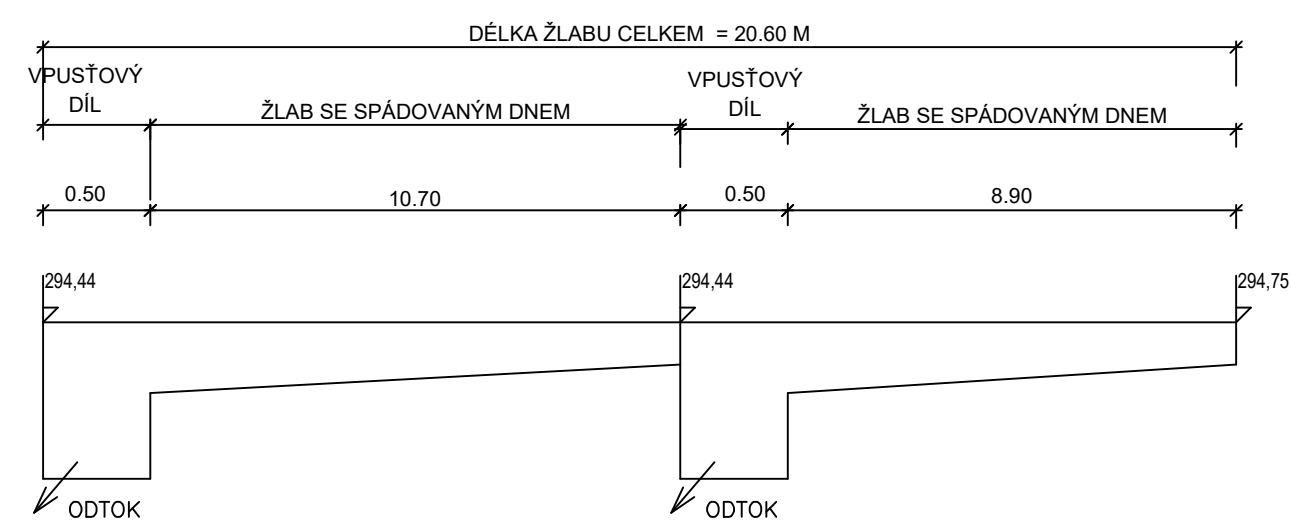 DÉLKA ŽLABU CELKEM = 20.60 M
VPUSŤOVÝ
DÍL
ŽLAB SE SPÁDOVANÝM DNEM
VPUSŤOVÝ
DÍL
ŽLAB SE SPÁDOVANÝM DNEM
0.50
10.70
0.50
8.90
294,44
294,44
294,75
ODTOK
ODTOK